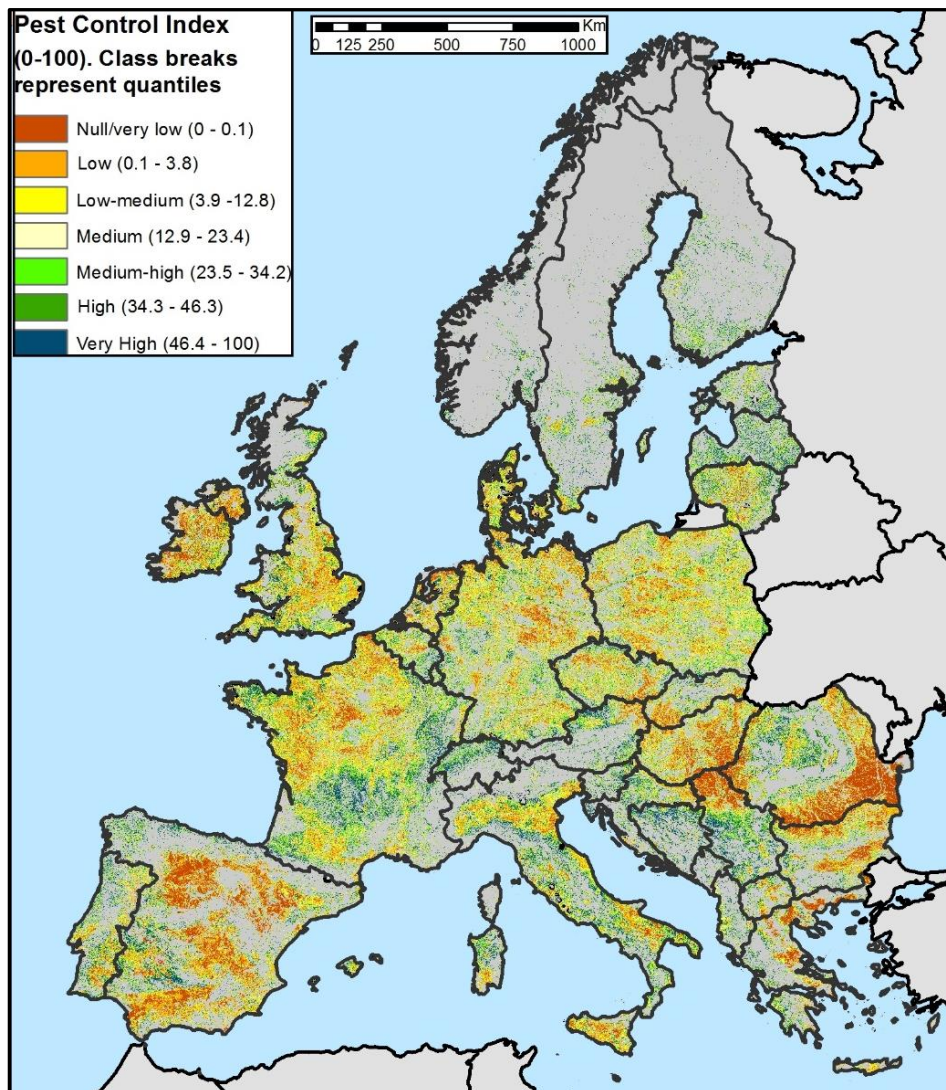 Pest Control Index
(0-100). Class breaks
represent quantiles
Null/very low (0 - 0.1)
Low (0.1 - 3.8)
Low-medium (3.9 -12.8)
Medium (12.9 - 23.4)
Medium-high (23.5 - 34.2)
High (34.3 - 46.3)
Very High (46.4 - 100)
Km
0 125 250 500 750 1000